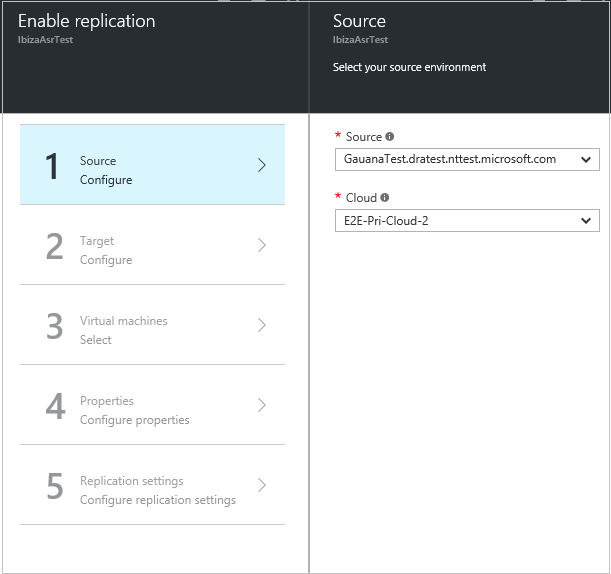 Enable replication
IbizaAsrTest
1
Source
Configure
2
Target
Configure
3
Virtual machines
Select
4
Properties
Configure properties
5
Replication settings
Configure replication settings
Source
IbizaAsrTest
Select your source environment
* Source
GauanaTest.dratest.nttest.microsoft.com
* Cloud
E2E-Pri-Cloud-2